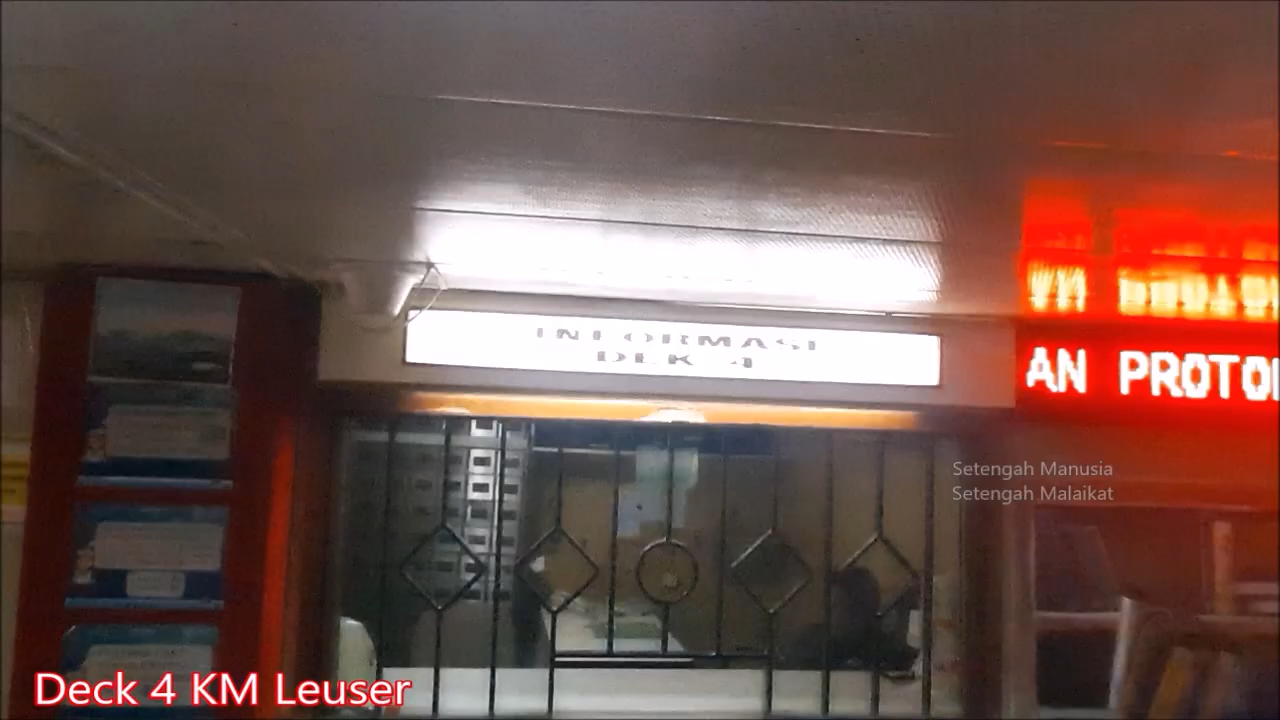 INFORMASI
DEK 4
AN PROTO
Setengah Manusia
Setengah Malaikat
Deck 4 KM Leuser